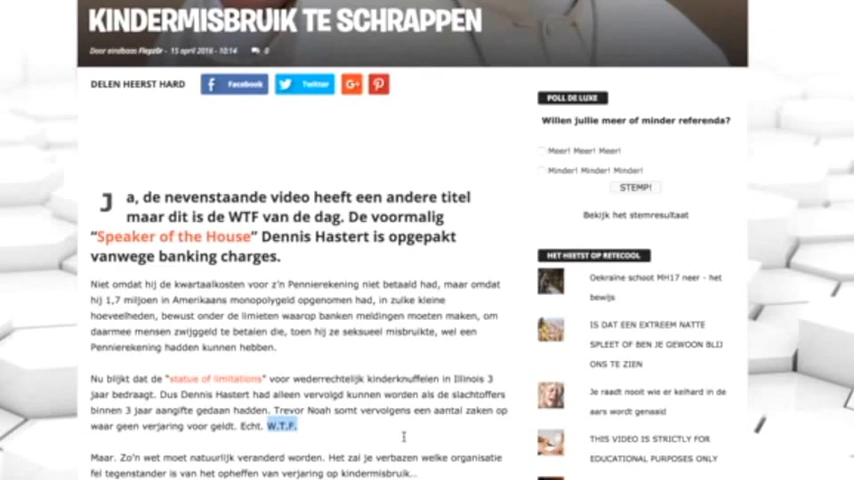 KINDERMISBRUIK TE SCHRAPPEN
Door eindbaas Flepz0r - 15 april 2016 - 10:14 0
DELEN HEERST HARD
Facebook
Twitter
G+
Ja, de nevenstaande video heeft een andere titel
maar dit is de WTF van de dag. De voormalig
“Speaker of the House” Dennis Hastert is opgepakt
vanwege banking charges.
Niet omdat hij de kwartaalkosten voor z'n Pennierekening niet betaald had, maar omdat
hij 1,7 miljoen in Amerikaans monopolygeld opgenomen had, in zulke kleine
hoeveelheden, bewust onder de limieten waarop banken meldingen moeten maken, om
daarmee mensen zwijggeld te betalen die, toen hij ze seksueel misbruikte, wel een
Pennierekening hadden kunnen hebben.
Nu blijkt dat de “statue of limitations” voor wederrechtelijk kinderknuffelen in Illinois 3
jaar bedraagt. Dus Dennis Hastert had alleen vervolgd kunnen worden als de slachtoffers
binnen 3 jaar aangifte gedaan hadden. Trevor Noah somt vervolgens een aantal zaken op
waar geen verjaring voor geldt. Echt. W.T.F.
Maar. Zo'n wet moet natuurlijk veranderd worden. Het zal je verbazen welke organisatie
fel tegenstander is van het opheffen van verjaring op kindermisbruik...
POLL DE LUXE
Willen jullie meer of minder referenda?
Meer! Meer! Meer!
Minder! Minder! Minder!
STEMP!
Bekijk het stemresultaat
HET HEETST OP RETECOOL
Oekraine schoot MH17 neer - het
bewijs
IS DAT EEN EXTREEM NATTE
SPLEET OF BEN JE GEWOON BLIJ
ONS TE ZIEN
Je raadt nooit wie er keihard in de
aars wordt genaaid
THIS VIDEO IS STRICTLY FOR
EDUCATIONAL PURPOSES ONLY